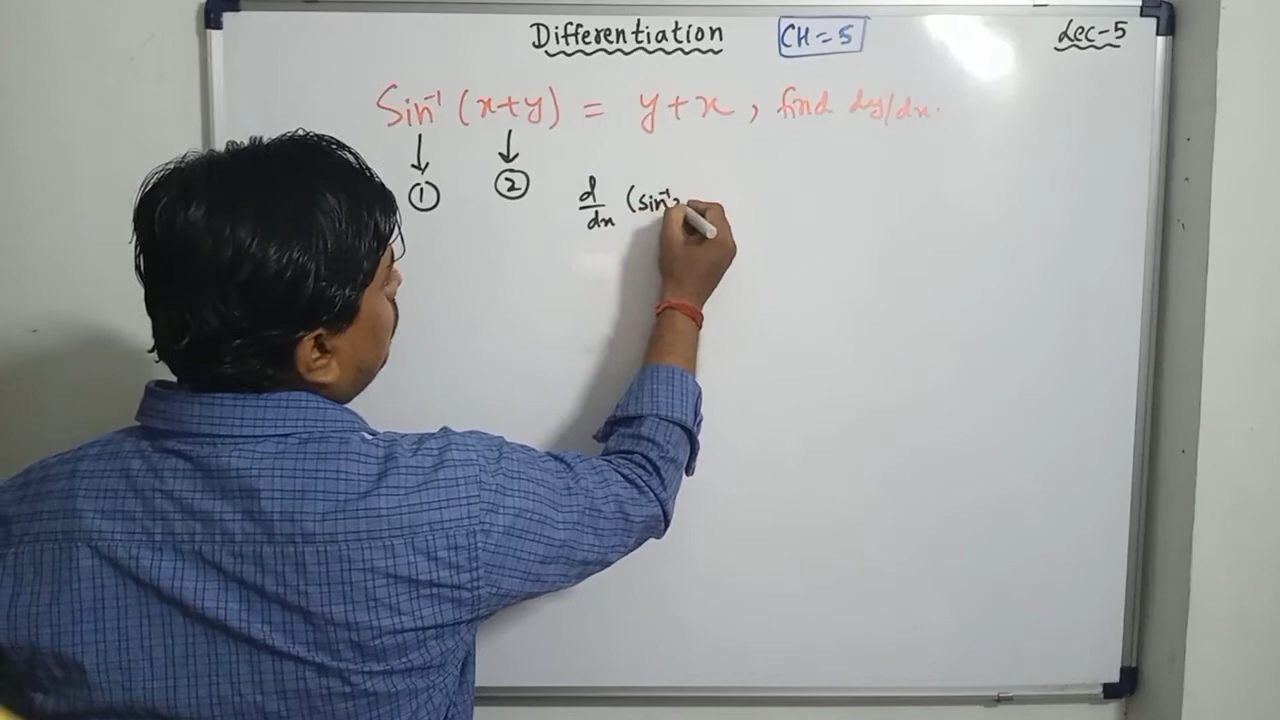 Differentiation CH = 5 Lec-5
Sin⁻¹ (x+y) = y + x, find dy/dx.
↓ ↓
① ②
d/dx (sin⁻¹